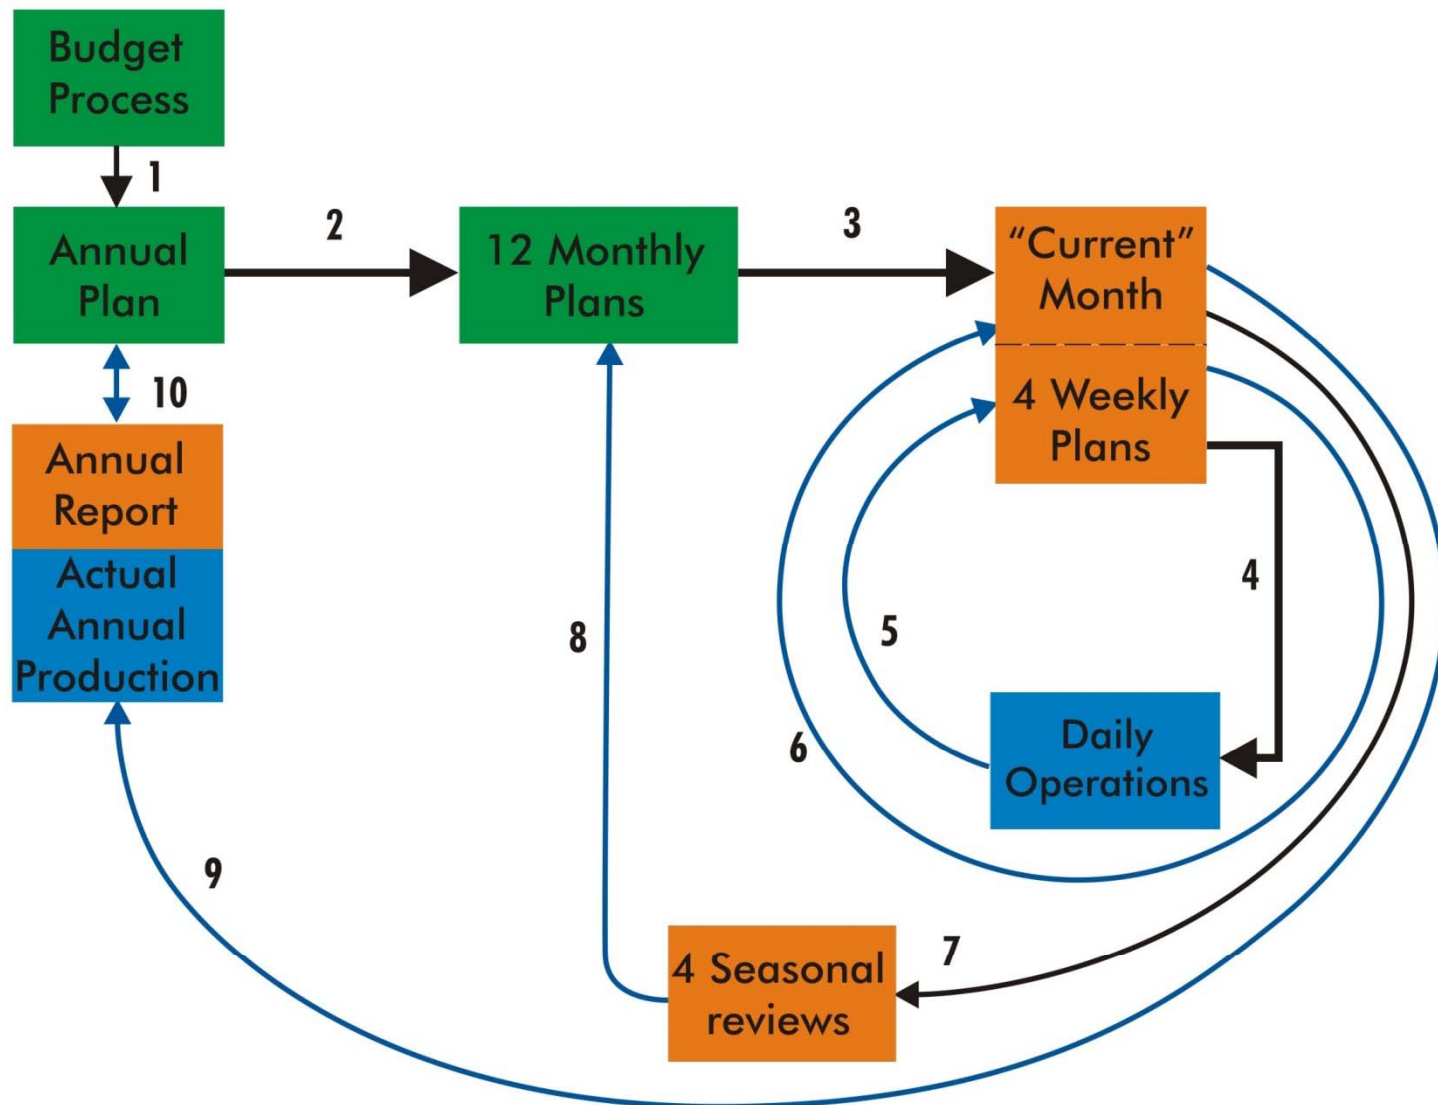 Budget
Process
1
Annual
Plan
2
12 Monthly
Plans
3
“Current”
Month
4 Weekly
Plans
10
Annual
Report
Actual
Annual
Production
4
5
8
6
Daily
Operations
9
4 Seasonal
reviews
7